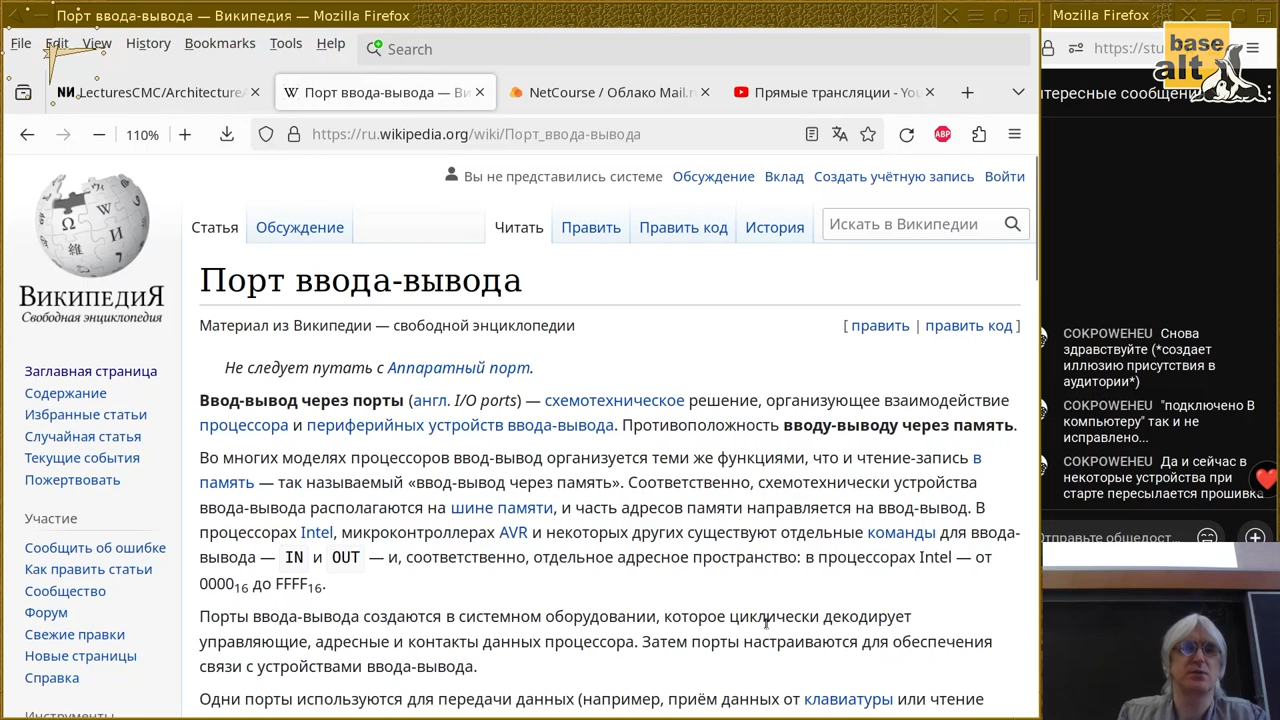 Порт ввода-вывода — Википедия — Mozilla Firefox
Mozilla Firefox
File Edit View History Bookmarks Tools Help
Search
https://stu
base
alt
LecturesCMC/Architecture
Порт ввода-вывода — Ви
NetCourse / Облако Mail.r
Прямые трансляции - You
тересные сообщен
110%
https://ru.wikipedia.org/wiki/Порт_ввода-вывода
ABP
Вы не представились системе Обсуждение Вклад Создать учётную запись Войти
Статья Обсуждение Читать Править Править код История
Искать в Википедии
ВИКИПЕДИЯ
Свободная энциклопедия
Заглавная страница
Содержание
Избранные статьи
Случайная статья
Текущие события
Пожертвовать
Участие
Сообщить об ошибке
Как править статьи
Сообщество
Форум
Свежие правки
Новые страницы
Справка
Инструменты
Порт ввода-вывода
Материал из Википедии — свободной энциклопедии
[ править | править код ]
Не следует путать с Аппаратный порт.
Ввод-вывод через порты (англ. I/O ports) — схемотехническое решение, организующее взаимодействие
процессора и периферийных устройств ввода-вывода. Противоположность вводу-выводу через память.
Во многих моделях процессоров ввод-вывод организуется теми же функциями, что и чтение-запись в
память — так называемый «ввод-вывод через память». Соответственно, схемотехнически устройства
ввода-вывода располагаются на шине памяти, и часть адресов памяти направляется на ввод-вывод. В
процессорах Intel, микроконтроллерах AVR и некоторых других существуют отдельные команды для ввода-
вывода — IN и OUT — и, соответственно, отдельное адресное пространство: в процессорах Intel — от
0000₁₆ до FFFF₁₆.
Порты ввода-вывода создаются в системном оборудовании, которое циклически декодирует
управляющие, адресные и контакты данных процессора. Затем порты настраиваются для обеспечения
связи с устройствами ввода-вывода.
Одни порты используются для передачи данных (например, приём данных от клавиатуры или чтение
COKPOWEHEU Снова
здравствуйте (*создает
иллюзию присутствия в
аудитории*)
COKPOWEHEU "подключено В
компьютеру" так и не
исправлено...
COKPOWEHEU Да и сейчас в
некоторые устройства при
старте пересылается прошивка
Отправьте общедост...